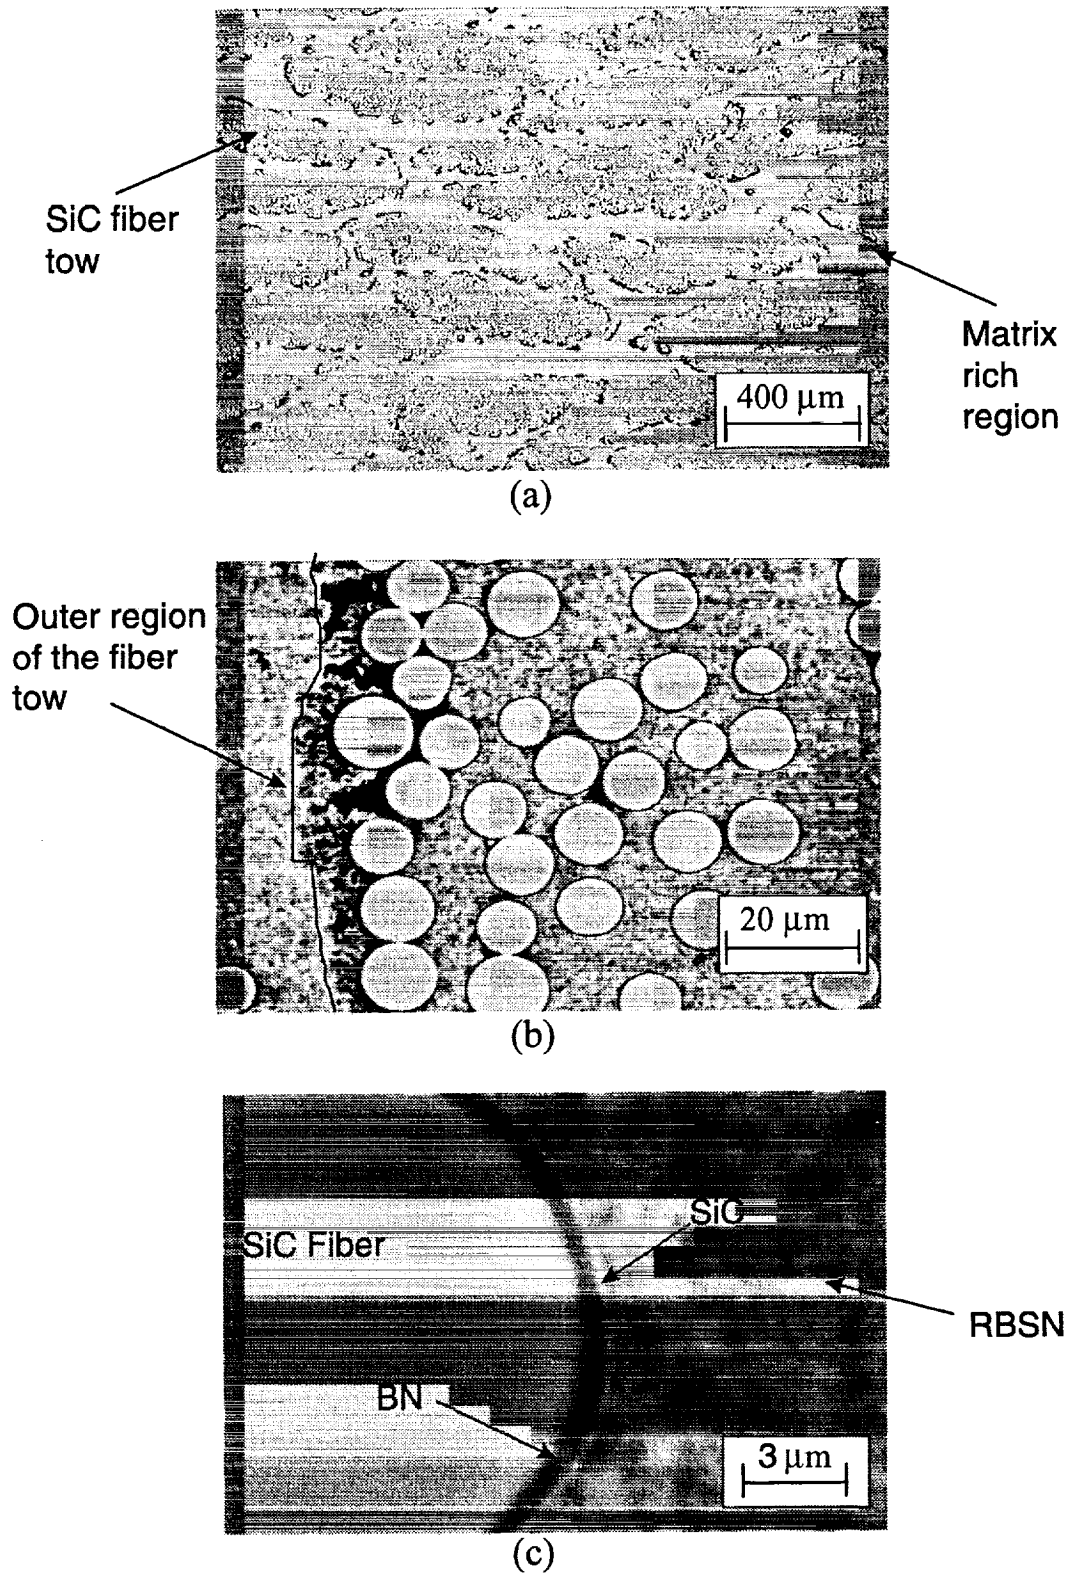 SiC fiber
tow
Matrix
rich
region
400 μm
(a)
Outer region
of the fiber
tow
20 μm
(b)
SiC
SiC Fiber
RBSN
BN
3 μm
(c)